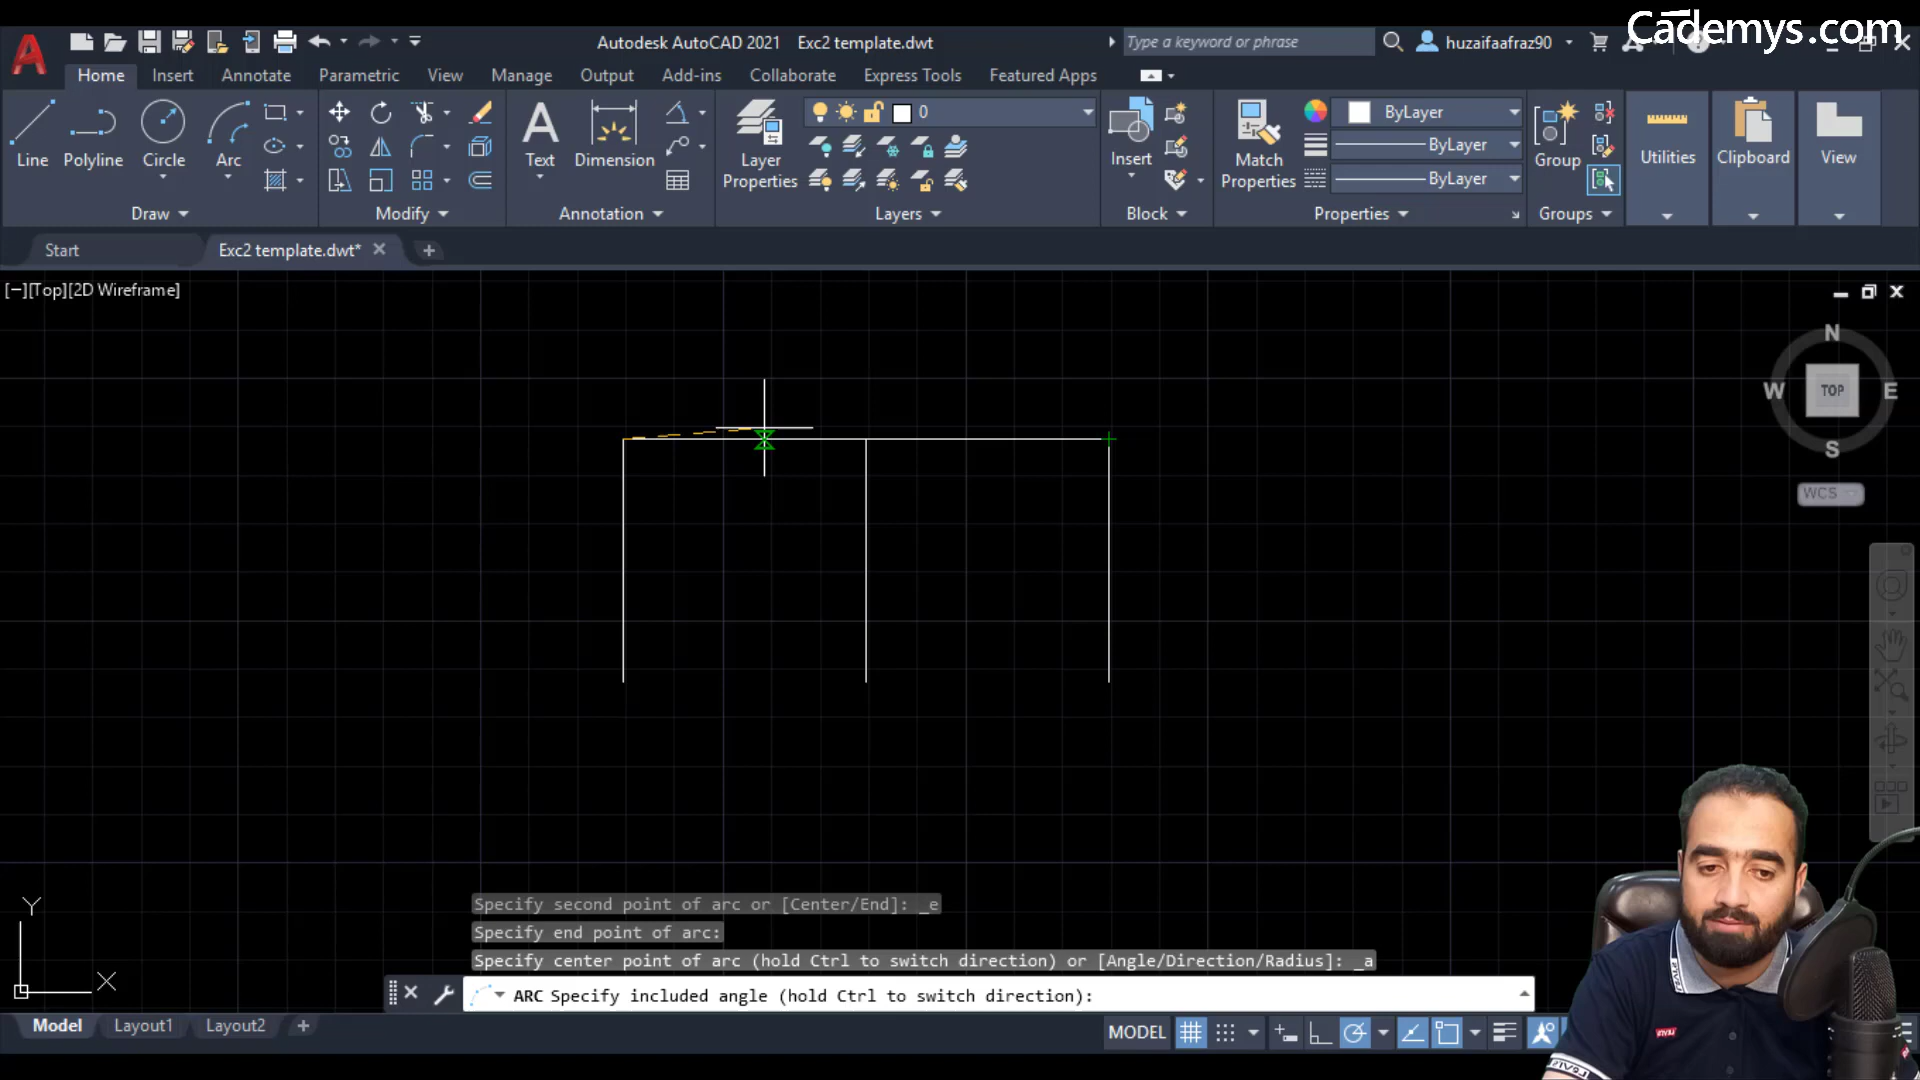 Cademys.com
Autodesk AutoCAD 2021 Exc2 template.dwt
Type a keyword or phrase
huzaifaafraz90
Home Insert Annotate Parametric View Manage Output Add-ins Collaborate Express Tools Featured Apps
Line Polyline Circle Arc
Text Dimension
Layer Properties
0
Insert
Match Properties
ByLayer
ByLayer
ByLayer
Group
Utilities Clipboard View
Draw Modify Annotation Layers Block Properties Groups
Start Exc2 template.dwt*
[−][Top][2D Wireframe]
N
W TOP E
S
WCS
Specify second point of arc or [Center/End]: _e
Specify end point of arc:
Specify center point of arc (hold Ctrl to switch direction) or [Angle/Direction/Radius]: _a
ARC Specify included angle (hold Ctrl to switch direction):
Y
X
Model Layout1 Layout2
MODEL